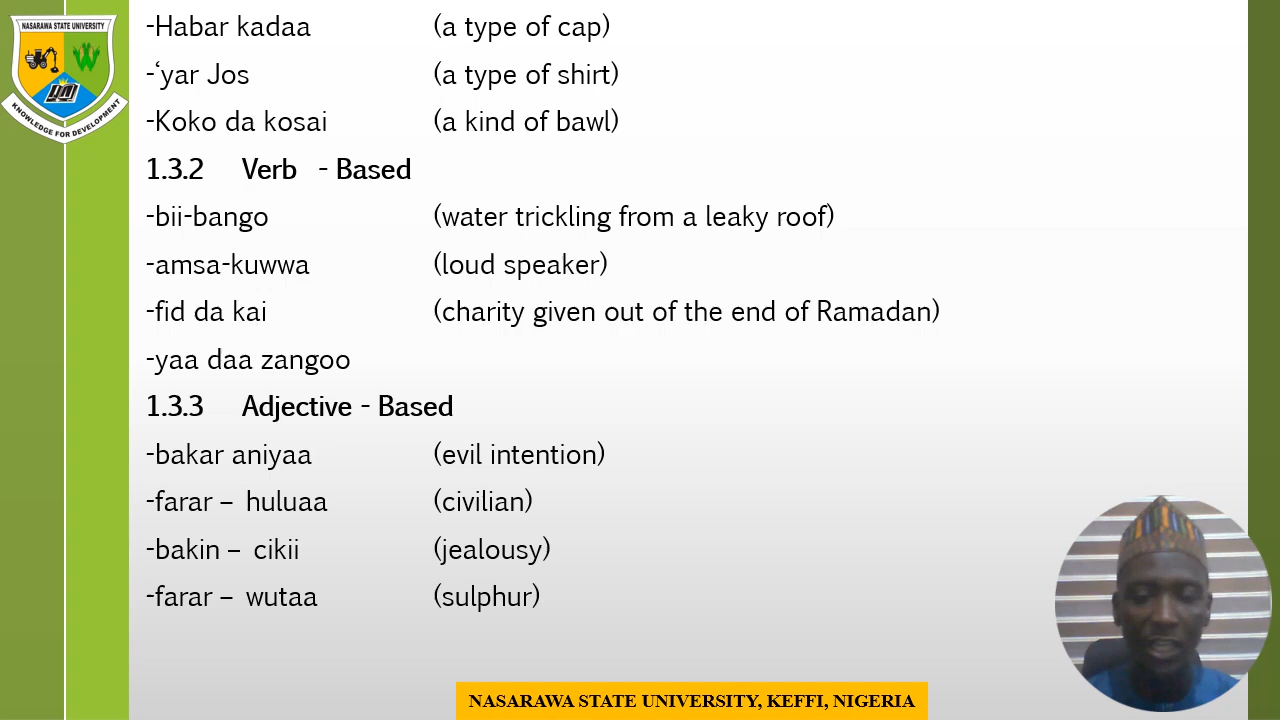 NASARAWA STATE UNIVERSITY
KNOWLEDGE FOR DEVELOPMENT
-Habar kadaa (a type of cap)
-‘yar Jos (a type of shirt)
-Koko da kosai (a kind of bawl)
1.3.2 Verb - Based
-bii-bango (water trickling from a leaky roof)
-amsa-kuwwa (loud speaker)
-fid da kai (charity given out of the end of Ramadan)
-yaa daa zangoo
1.3.3 Adjective - Based
-bakar aniyaa (evil intention)
-farar – huluaa (civilian)
-bakin – cikii (jealousy)
-farar – wutaa (sulphur)
NASARAWA STATE UNIVERSITY, KEFFI, NIGERIA